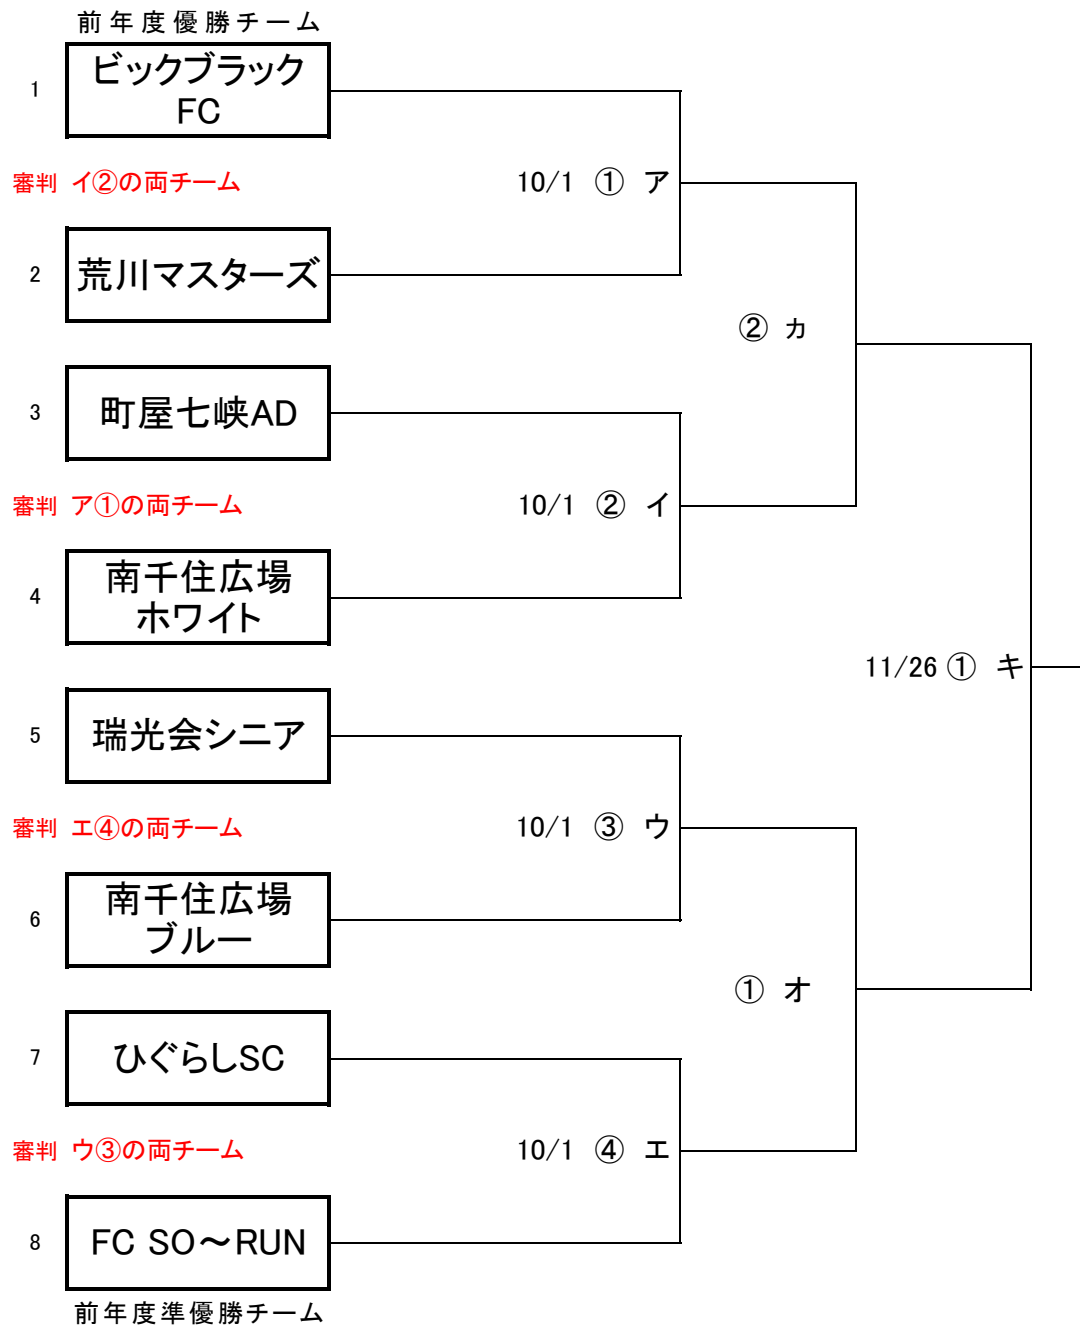 前年度優勝チーム
1
ビックブラック
FC
審判 イ②の両チーム
10/1 ① ア
2
荒川マスターズ
② カ
3
町屋七峡AD
審判 ア①の両チーム
10/1 ② イ
4
南千住広場
ホワイト
11/26 ① キ
5
瑞光会シニア
審判 エ④の両チーム
10/1 ③ ウ
6
南千住広場
ブルー
① オ
7
ひぐらしSC
審判 ウ③の両チーム
10/1 ④ エ
8
FC SO～RUN
前年度準優勝チーム